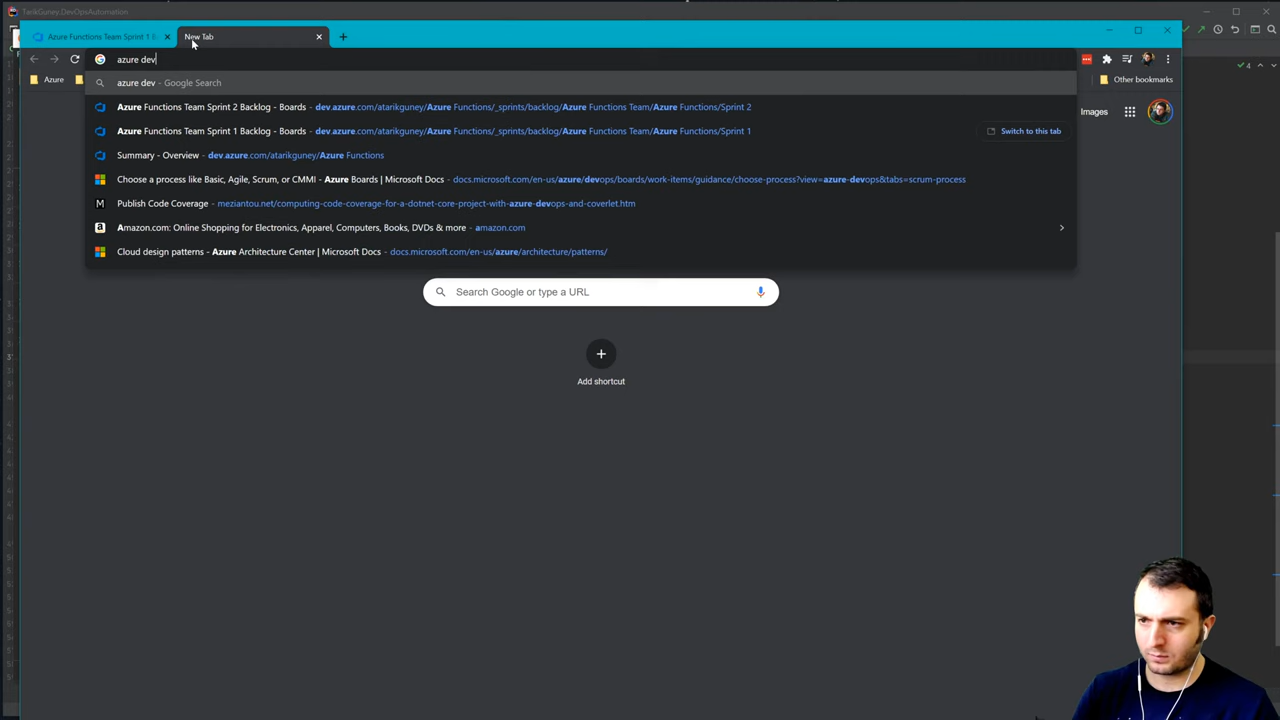 TarikGuney.DevOpsAutomation
Azure Functions Team Sprint 1 B
New Tab
azure dev
azure dev - Google Search
Azure Functions Team Sprint 2 Backlog - Boards - dev.azure.com/atarikguney/Azure Functions/_sprints/backlog/Azure Functions Team/Azure Functions/Sprint 2
Azure Functions Team Sprint 1 Backlog - Boards - dev.azure.com/atarikguney/Azure Functions/_sprints/backlog/Azure Functions Team/Azure Functions/Sprint 1
Switch to this tab
Summary - Overview - dev.azure.com/atarikguney/Azure Functions
Choose a process like Basic, Agile, Scrum, or CMMI - Azure Boards | Microsoft Docs - docs.microsoft.com/en-us/azure/devops/boards/work-items/guidance/choose-process?view=azure-devops&tabs=scrum-process
Publish Code Coverage - meziantou.net/computing-code-coverage-for-a-dotnet-core-project-with-azure-devops-and-coverlet.htm
Amazon.com: Online Shopping for Electronics, Apparel, Computers, Books, DVDs & more - amazon.com
Cloud design patterns - Azure Architecture Center | Microsoft Docs - docs.microsoft.com/en-us/azure/architecture/patterns/
Azure
Other bookmarks
Images
4
Search Google or type a URL
Add shortcut